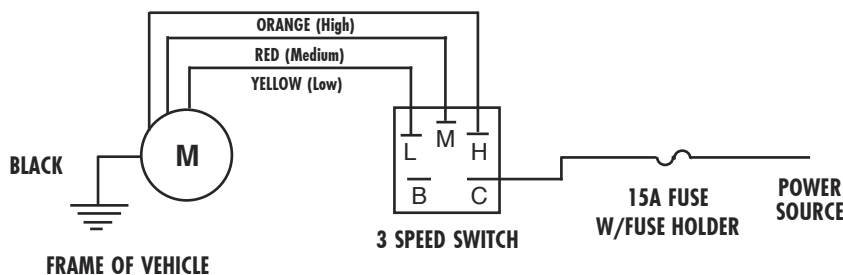 ORANGE (High)
RED (Medium)
YELLOW (Low)
BLACK
M
L M H
B C
15A FUSE
W/FUSE HOLDER
POWER
SOURCE
3 SPEED SWITCH
FRAME OF VEHICLE